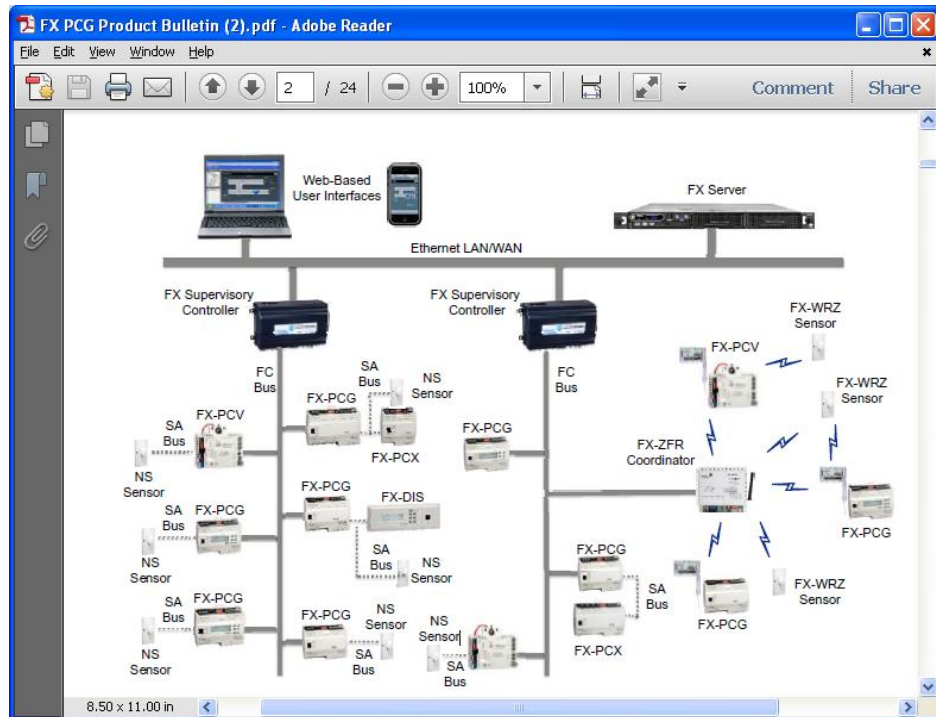 FX PCG Product Bulletin (2).pdf - Adobe Reader
File Edit View Window Help
2 / 24 100% Comment Share
Web-Based
User Interfaces
FX Server
Ethernet LAN/WAN
FX Supervisory
Controller
FX Supervisory
Controller
FX-WRZ
Sensor
FX-PCV
FC
Bus
SA
Bus
NS
Sensor
FX-PCG
FX-PCX
FC
Bus
FX-WRZ
Sensor
FX-PCV
SA
Bus
NS
Sensor
FX-PCG
FX-ZFR
Coordinator
FX-PCG
SA
Bus
NS
Sensor
FX-PCG
FX-DIS
SA
Bus
NS
Sensor
FX-PCG
FX-PCG
SA
Bus
FX-PCX
FX-PCG
FX-WRZ
Sensor
FX-PCG
SA
Bus
NS
Sensor
FX-PCG
NS
Sensor
SA
Bus
NS
Sensor
SA
Bus
8.50 x 11.00 in